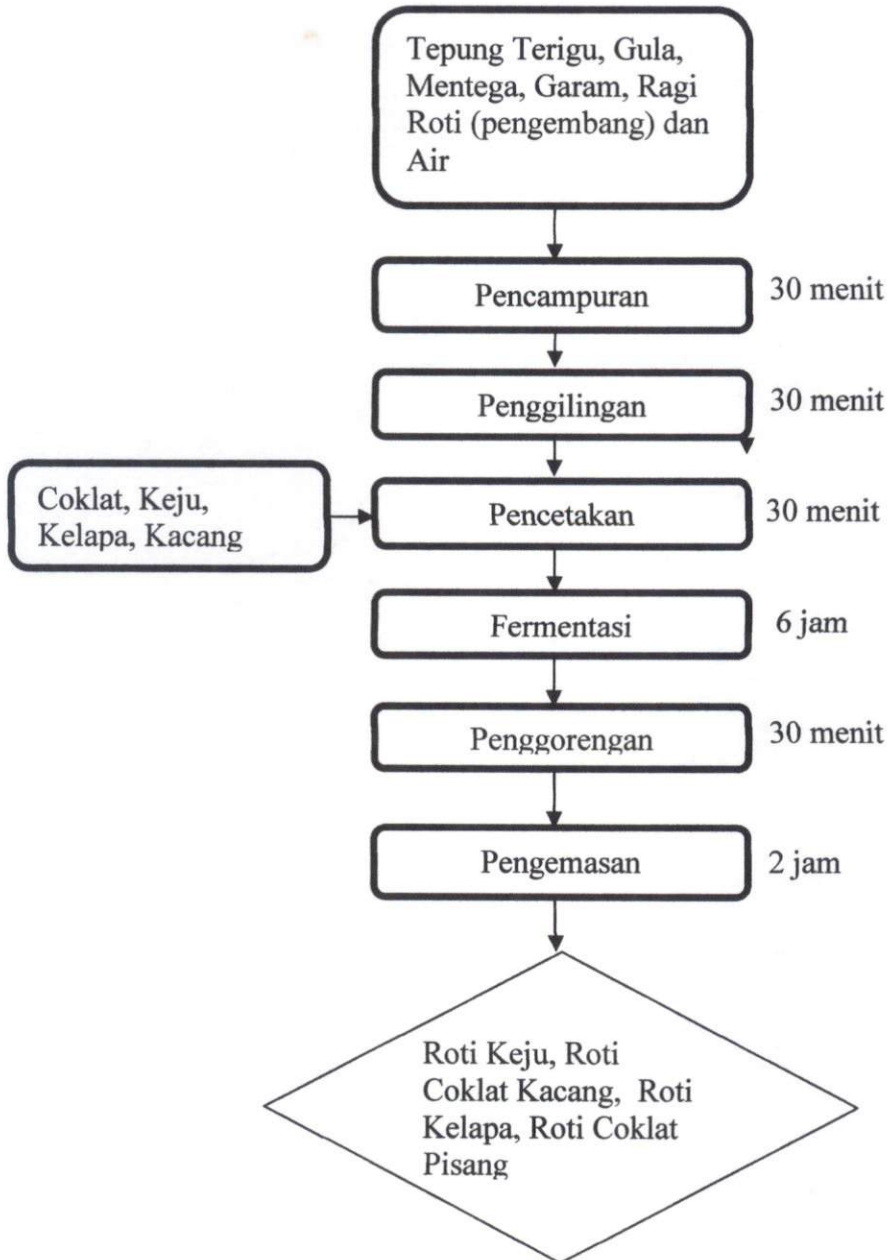 Tepung Terigu, Gula,
Mentega, Garam, Ragi
Roti (pengembang) dan
Air
Pencampuran
30 menit
Penggilingan
30 menit
Coklat, Keju,
Kelapa, Kacang
Pencetakan
30 menit
Fermentasi
6 jam
Penggorengan
30 menit
Pengemasan
2 jam
Roti Keju, Roti
Coklat Kacang, Roti
Kelapa, Roti Coklat
Pisang